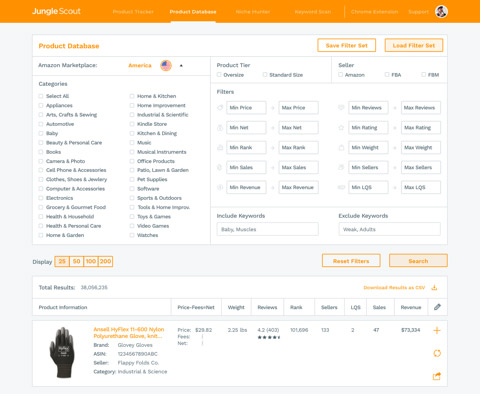 Jungle Scout Product Tracker Product Database Niche Hunter Keyword Scout Chrome Extension Support
Product Database Save Filter Set Load Filter Set
Amazon Marketplace: America
Product Tier Seller
Oversize Standard Size Amazon FBA FBM
Categories
Select All Home & Kitchen
Appliances Home Improvement
Arts, Crafts & Sewing Industrial & Scientific
Automotive Kindle Store
Baby Kitchen & Dining
Beauty & Personal Care Music
Books Musical Instruments
Camera & Photo Office Products
Cell Phone & Accessories Patio, Lawn & Garden
Clothes, Shoes & Jewlery Pet Supplies
Computer & Accessories Software
Electronics Sports & Outdoors
Grocery & Gourmet Food Tools & Home Improv.
Health & Household Toys & Games
Health & Personal Care Video Games
Home & Garden Watches
Filters
Min Price Max Price Min Reviews Max Reviews
Min Net Max Net Min Rating Max Rating
Min Rank Max Rank Min Weight Max Weight
Min Sales Max Sales Min Sellers Max Sellers
Min Revenue Max Revenue Min LQS Max LQS
Include Keywords Exclude Keywords
Baby, Muscles Weak, Adults
Display 25 50 100 200 Reset Filters Search
Total Results: 38,056,235 Download Results as CSV
Product Information Price-Fees=Net Weight Reviews Rank Sellers LQS Sales Revenue
Ansell HyFlex 11-600 Nylon
Polyurethane Glove, knit...
Brand: Glovey Gloves
ASIN: 1234567890ABC
Seller: Flappy Folds Co.
Category: Industrial & Science
Price: $28.82 2.25 lbs 4.2 (403) 101,696 133 2 47 $73,334
Fees:
Net: